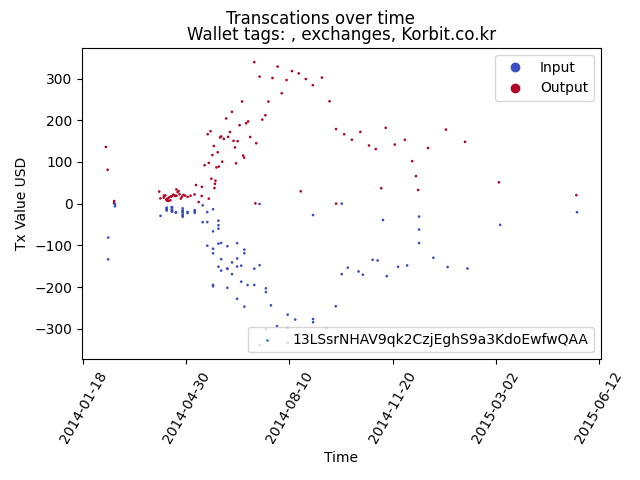 Transcations over time
Wallet tags: , exchanges, Korbit.co.kr
Input
Output
300
200
100
0
−100
−200
−300
Tx Value USD
13LSsrNHAV9qk2CzjEghS9a3KdoEwfwQAA
2014-01-18
2014-04-30
2014-08-10
2014-11-20
2015-03-02
2015-06-12
Time